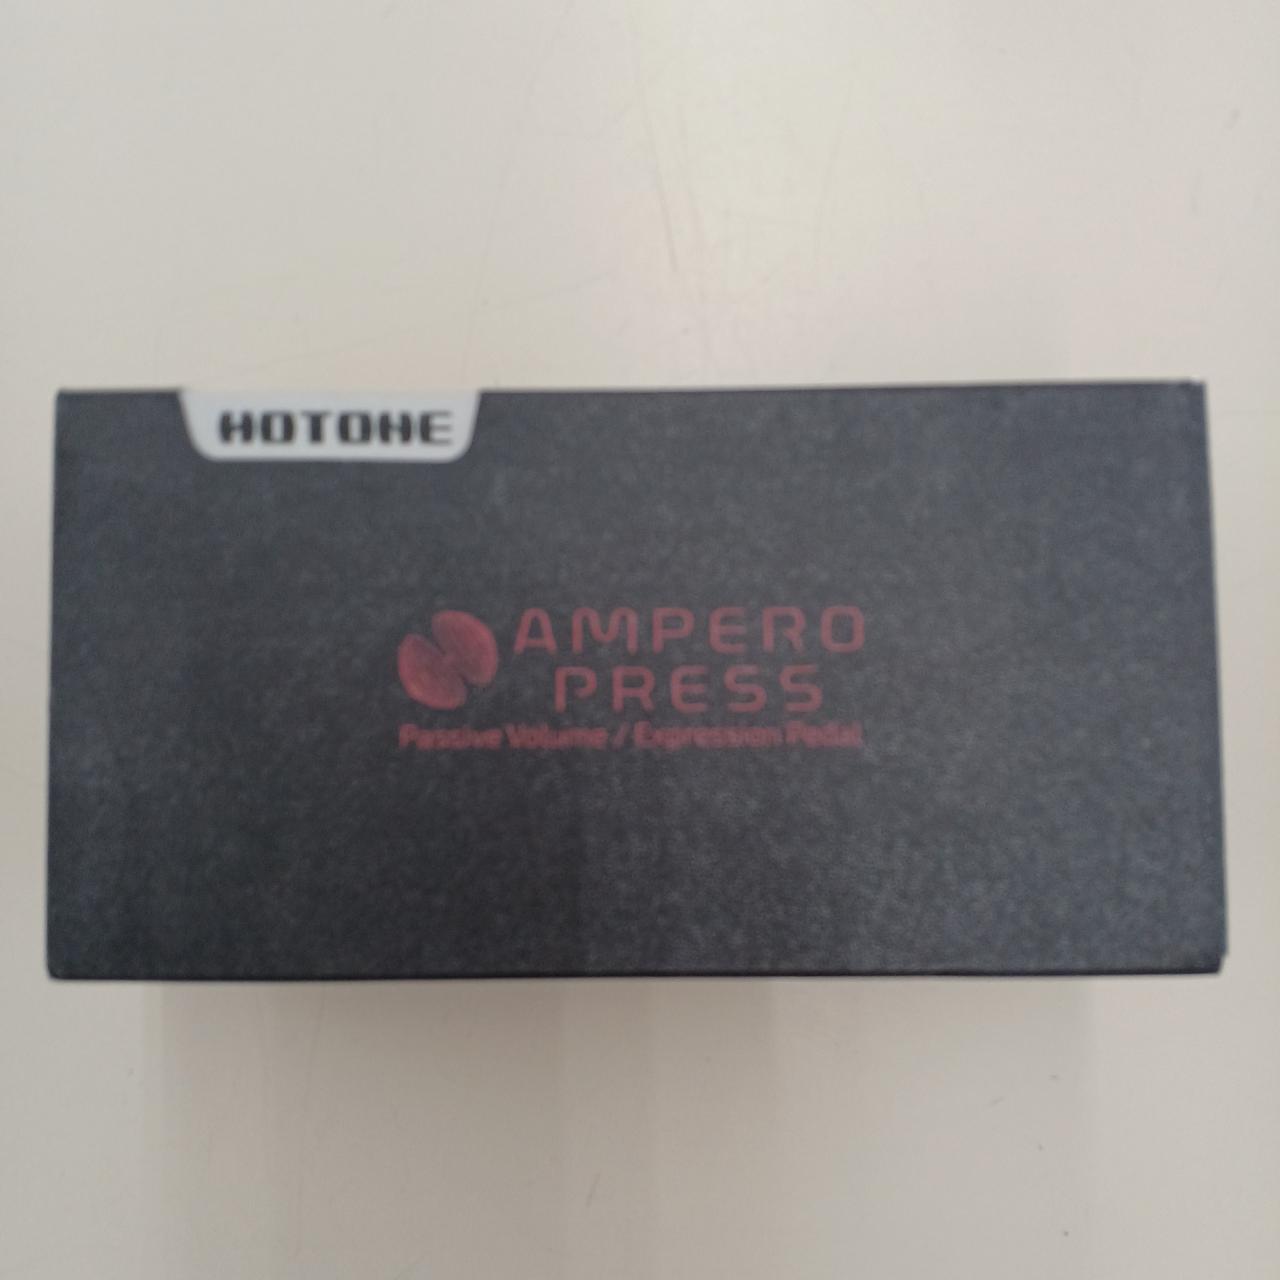 HOTONE
AMPERO
PRESS
Passive Volume / Expression Pedal